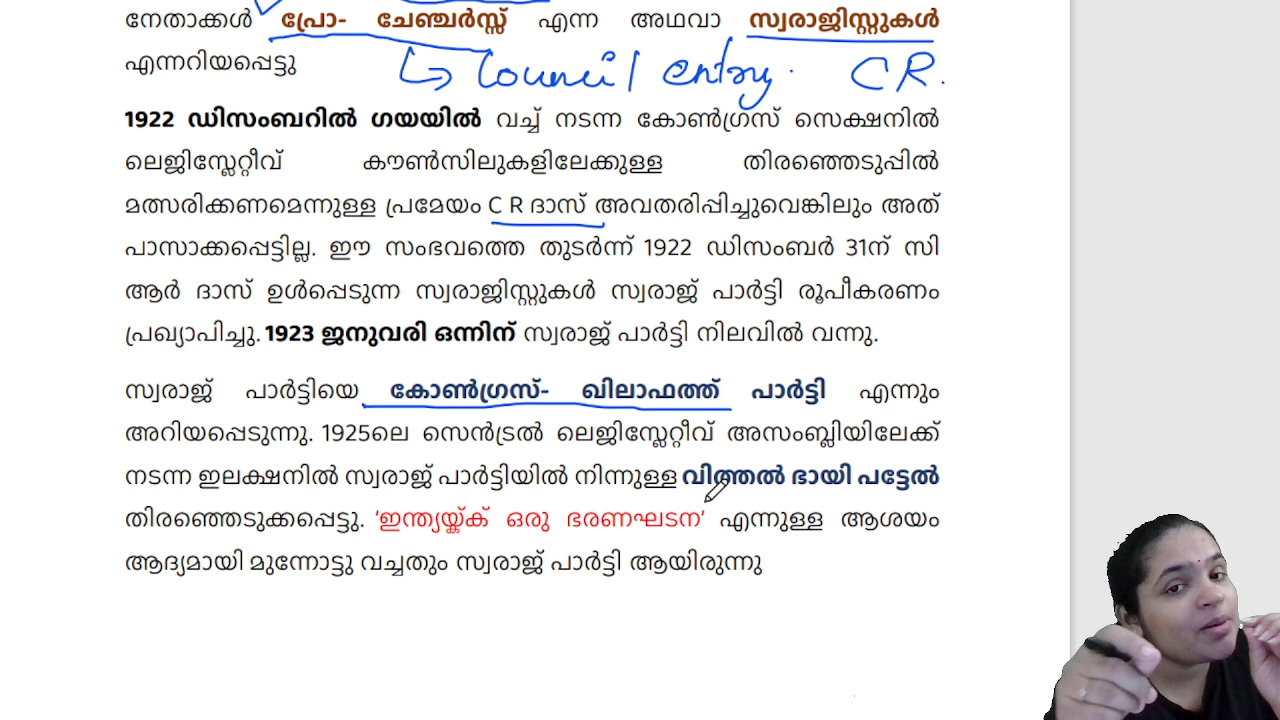 നേതാക്കൾ പ്രോ- ചേഞ്ചർസ്സ് എന്ന അഥവാ സ്വരാജിസ്റ്റുകൾ
എന്നറിയപ്പെട്ടു
Council entry. C R.
1922 ഡിസംബറിൽ ഗയയിൽ വച്ച് നടന്ന കോൺഗ്രസ് സെക്ഷനിൽ
ലെജിസ്ലേറ്റീവ് കൗൺസിലുകളിലേക്കുള്ള തിരഞ്ഞെടുപ്പിൽ
മത്സരിക്കണമെന്നുള്ള പ്രമേയം C R ദാസ് അവതരിപ്പിച്ചുവെങ്കിലും അത്
പാസാക്കപ്പെട്ടില്ല. ഈ സംഭവത്തെ തുടർന്ന് 1922 ഡിസംബർ 31ന് സി
ആർ ദാസ് ഉൾപ്പെടുന്ന സ്വരാജിസ്റ്റുകൾ സ്വരാജ് പാർട്ടി രൂപീകരണം
പ്രഖ്യാപിച്ചു. 1923 ജനുവരി ഒന്നിന് സ്വരാജ് പാർട്ടി നിലവിൽ വന്നു.
സ്വരാജ് പാർട്ടിയെ കോൺഗ്രസ്- ഖിലാഫത്ത് പാർട്ടി എന്നും
അറിയപ്പെടുന്നു. 1925ലെ സെൻട്രൽ ലെജിസ്ലേറ്റീവ് അസംബ്ലിയിലേക്ക്
നടന്ന ഇലക്ഷനിൽ സ്വരാജ് പാർട്ടിയിൽ നിന്നുള്ള വിത്തൽ ഭായി പട്ടേൽ
തിരഞ്ഞെടുക്കപ്പെട്ടു. 'ഇന്ത്യയ്ക്ക് ഒരു ഭരണഘടന' എന്നുള്ള ആശയം
ആദ്യമായി മുന്നോട്ടു വച്ചതും സ്വരാജ് പാർട്ടി ആയിരുന്നു